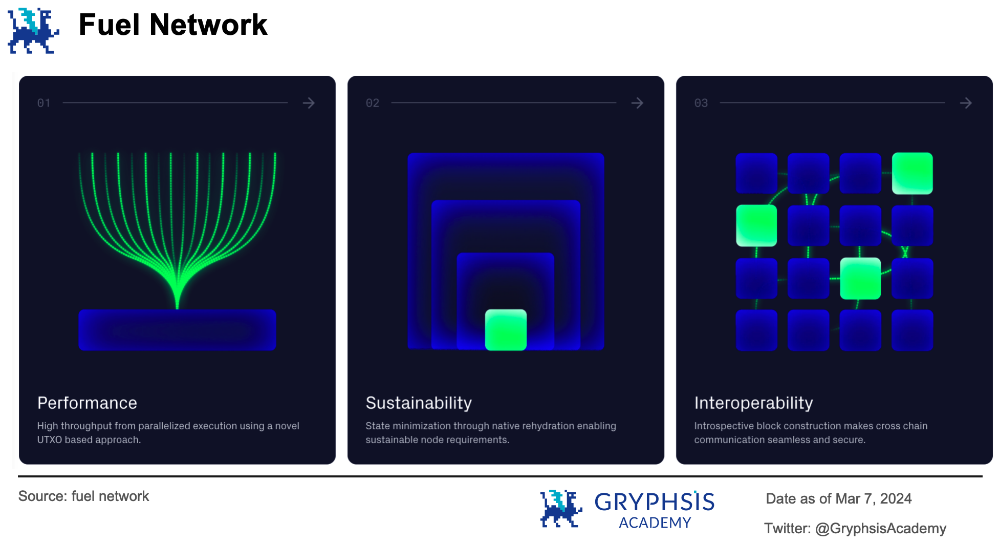 Fuel Network
01
02
03
Performance
High throughput from parallelized execution using a novel
UTXO based approach.
Sustainability
State minimization through native rehydration enabling
sustainable node requirements.
Interoperability
Introspective block construction makes cross chain
communication seamless and secure.
Source: fuel network
GRYPHSIS
ACADEMY
Date as of Mar 7, 2024
Twitter: @GryphsisAcademy